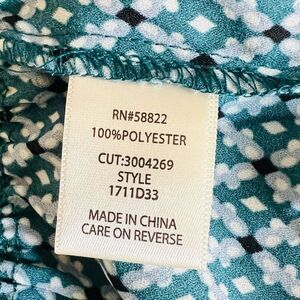 RN#58822
100%POLYESTER
CUT:3004269
STYLE
1711D33
MADE IN CHINA
CARE ON REVERSE